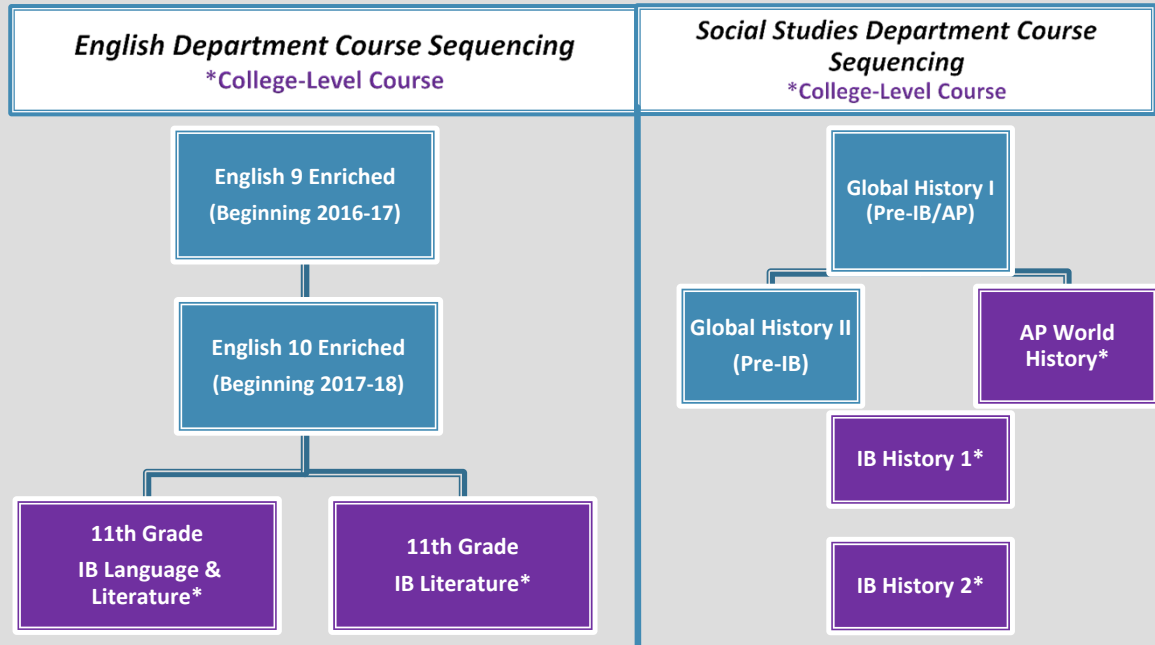 English Department Course Sequencing
*College-Level Course
English 9 Enriched
(Beginning 2016-17)
English 10 Enriched
(Beginning 2017-18)
11th Grade
IB Language &
Literature*
11th Grade
IB Literature*
Social Studies Department Course
Sequencing
*College-Level Course
Global History I
(Pre-IB/AP)
Global History II
(Pre-IB)
AP World
History*
IB History 1*
IB History 2*